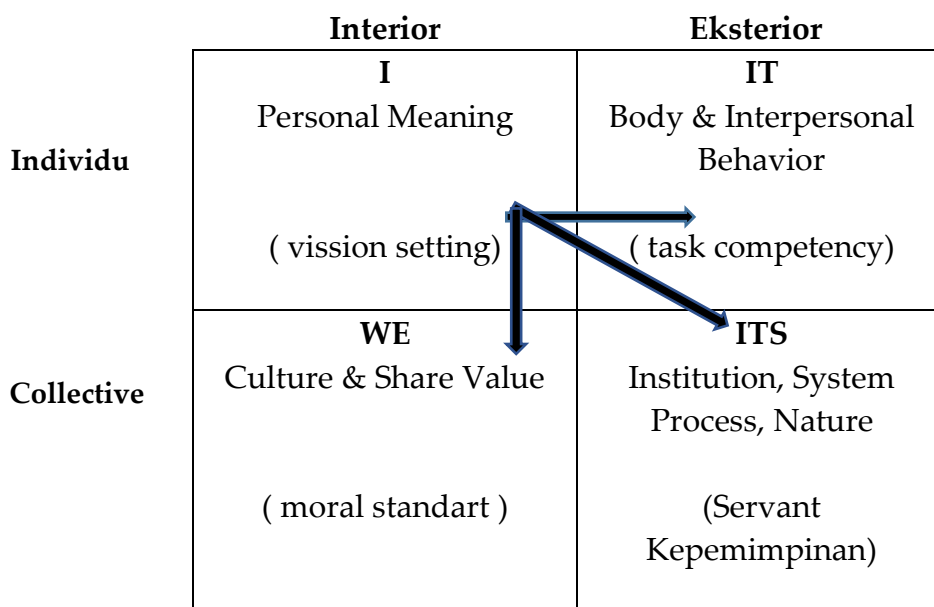 Interior
Eksterior
Individu
I
Personal Meaning
( vission setting)
IT
Body & Interpersonal
Behavior
( task competency)
Collective
WE
Culture & Share Value
( moral standart )
ITS
Institution, System
Process, Nature
(Servant
Kepemimpinan)